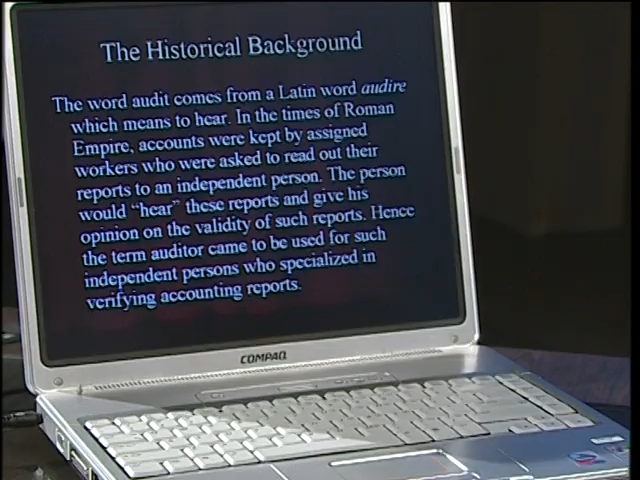 The Historical Background
The word audit comes from a Latin word audire
which means to hear. In the times of Roman
Empire, accounts were kept by assigned
workers who were asked to read out their
reports to an independent person. The person
would “hear” these reports and give his
opinion on the validity of such reports. Hence
the term auditor came to be used for such
independent persons who specialized in
verifying accounting reports.
COMPAQ